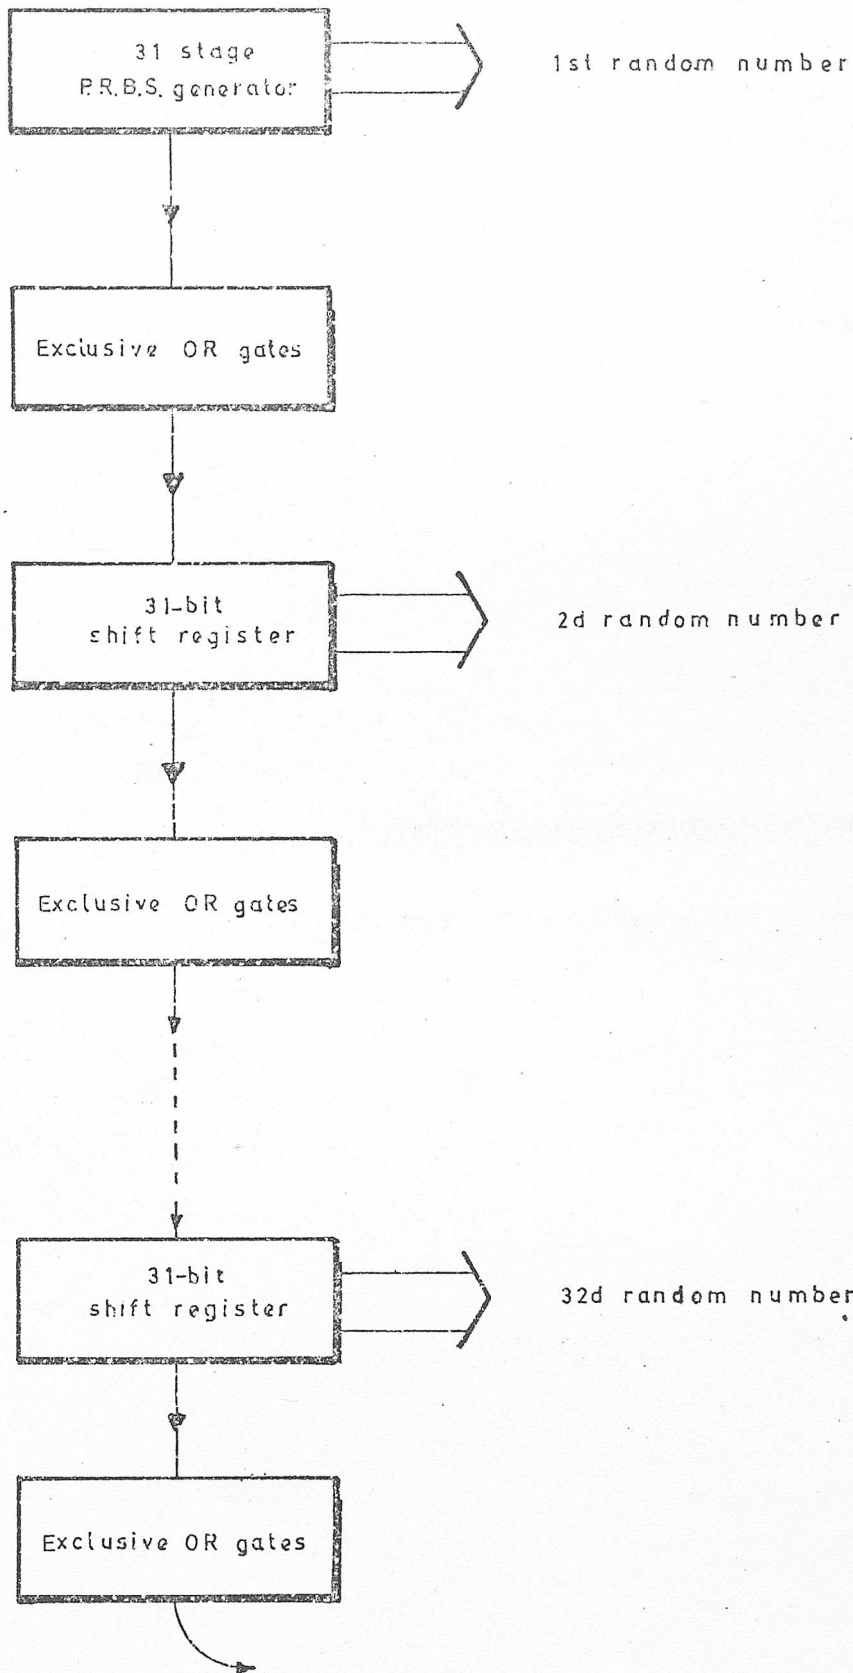 31 stage
P.R.B.S. generator
1st random number
Exclusive OR gates
31-bit
shift register
2d random number
Exclusive OR gates
31-bit
shift register
32d random number
Exclusive OR gates